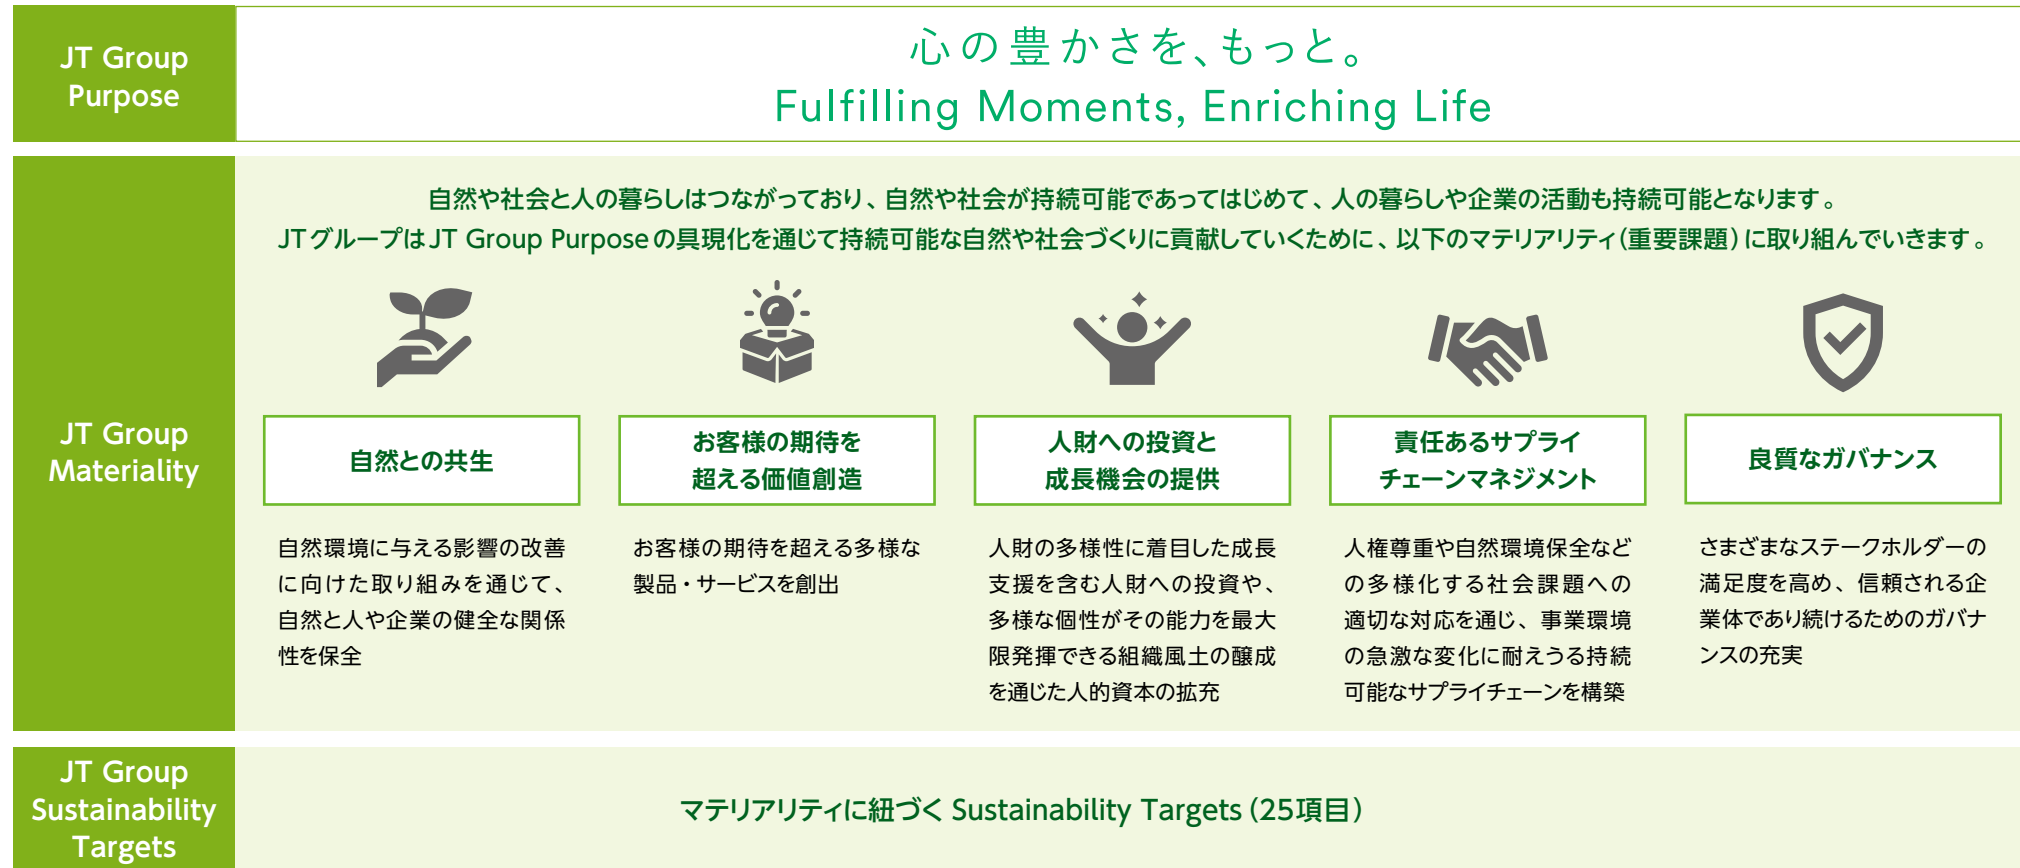 JT Group
Purpose
心の豊かさを、もっと。
Fulfilling Moments, Enriching Life
JT Group
Materiality
自然や社会と人の暮らしはつながっており、自然や社会が持続可能であってはじめて、人の暮らしや企業の活動も持続可能となります。
JTグループはJT Group Purposeの具現化を通じて持続可能な自然や社会づくりに貢献していくために、以下のマテリアリティ(重要課題)に取り組んでいきます。
自然との共生
自然環境に与える影響の改善
に向けた取り組みを通じて、
自然と人や企業の健全な関係
性を保全
お客様の期待を
超える価値創造
お客様の期待を超える多様な
製品・サービスを創出
人財への投資と
成長機会の提供
人財の多様性に着目した成長
支援を含む人財への投資や、
多様な個性がその能力を最大
限発揮できる組織風土の醸成
を通じた人的資本の拡充
責任あるサプライ
チェーンマネジメント
人権尊重や自然環境保全など
の多様化する社会課題への
適切な対応を通じ、事業環境
の急激な変化に耐えうる持続
可能なサプライチェーンを構築
良質なガバナンス
さまざまなステークホルダーの
満足度を高め、信頼される企
業体であり続けるためのガバナ
ンスの充実
JT Group
Sustainability
Targets
マテリアリティに紐づく Sustainability Targets (25項目)